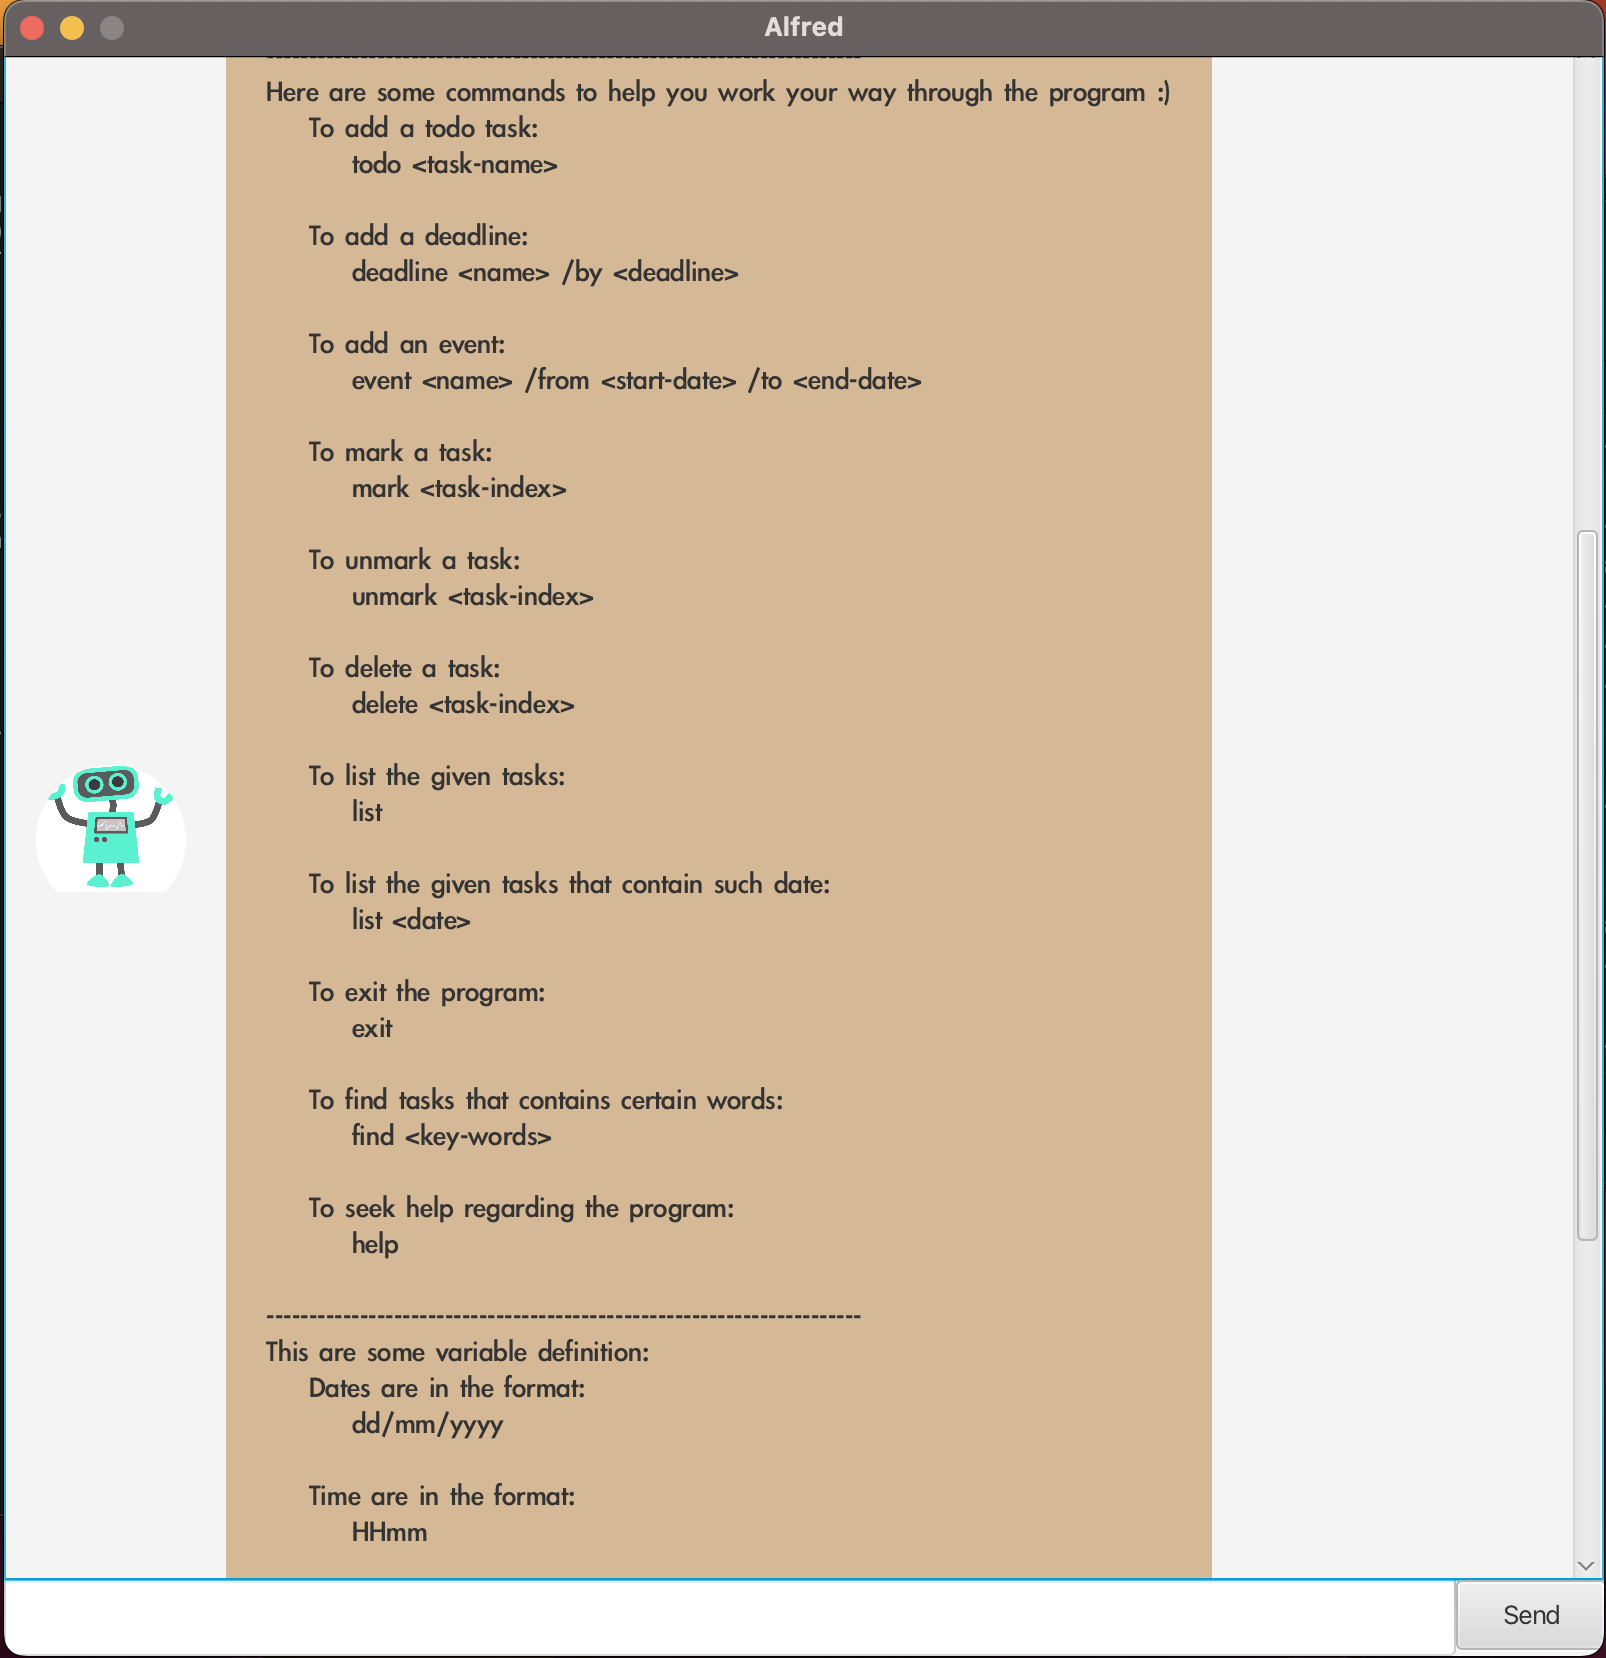 Alfred
--------------------------------------------------------------------
Here are some commands to help you work your way through the program :)
To add a todo task:
todo <task-name>
To add a deadline:
deadline <name> /by <deadline>
To add an event:
event <name> /from <start-date> /to <end-date>
To mark a task:
mark <task-index>
To unmark a task:
unmark <task-index>
To delete a task:
delete <task-index>
To list the given tasks:
list
To list the given tasks that contain such date:
list <date>
To exit the program:
exit
To find tasks that contains certain words:
find <key-words>
To seek help regarding the program:
help
--------------------------------------------------------------------
This are some variable definition:
Dates are in the format:
dd/mm/yyyy
Time are in the format:
HHmm
Send